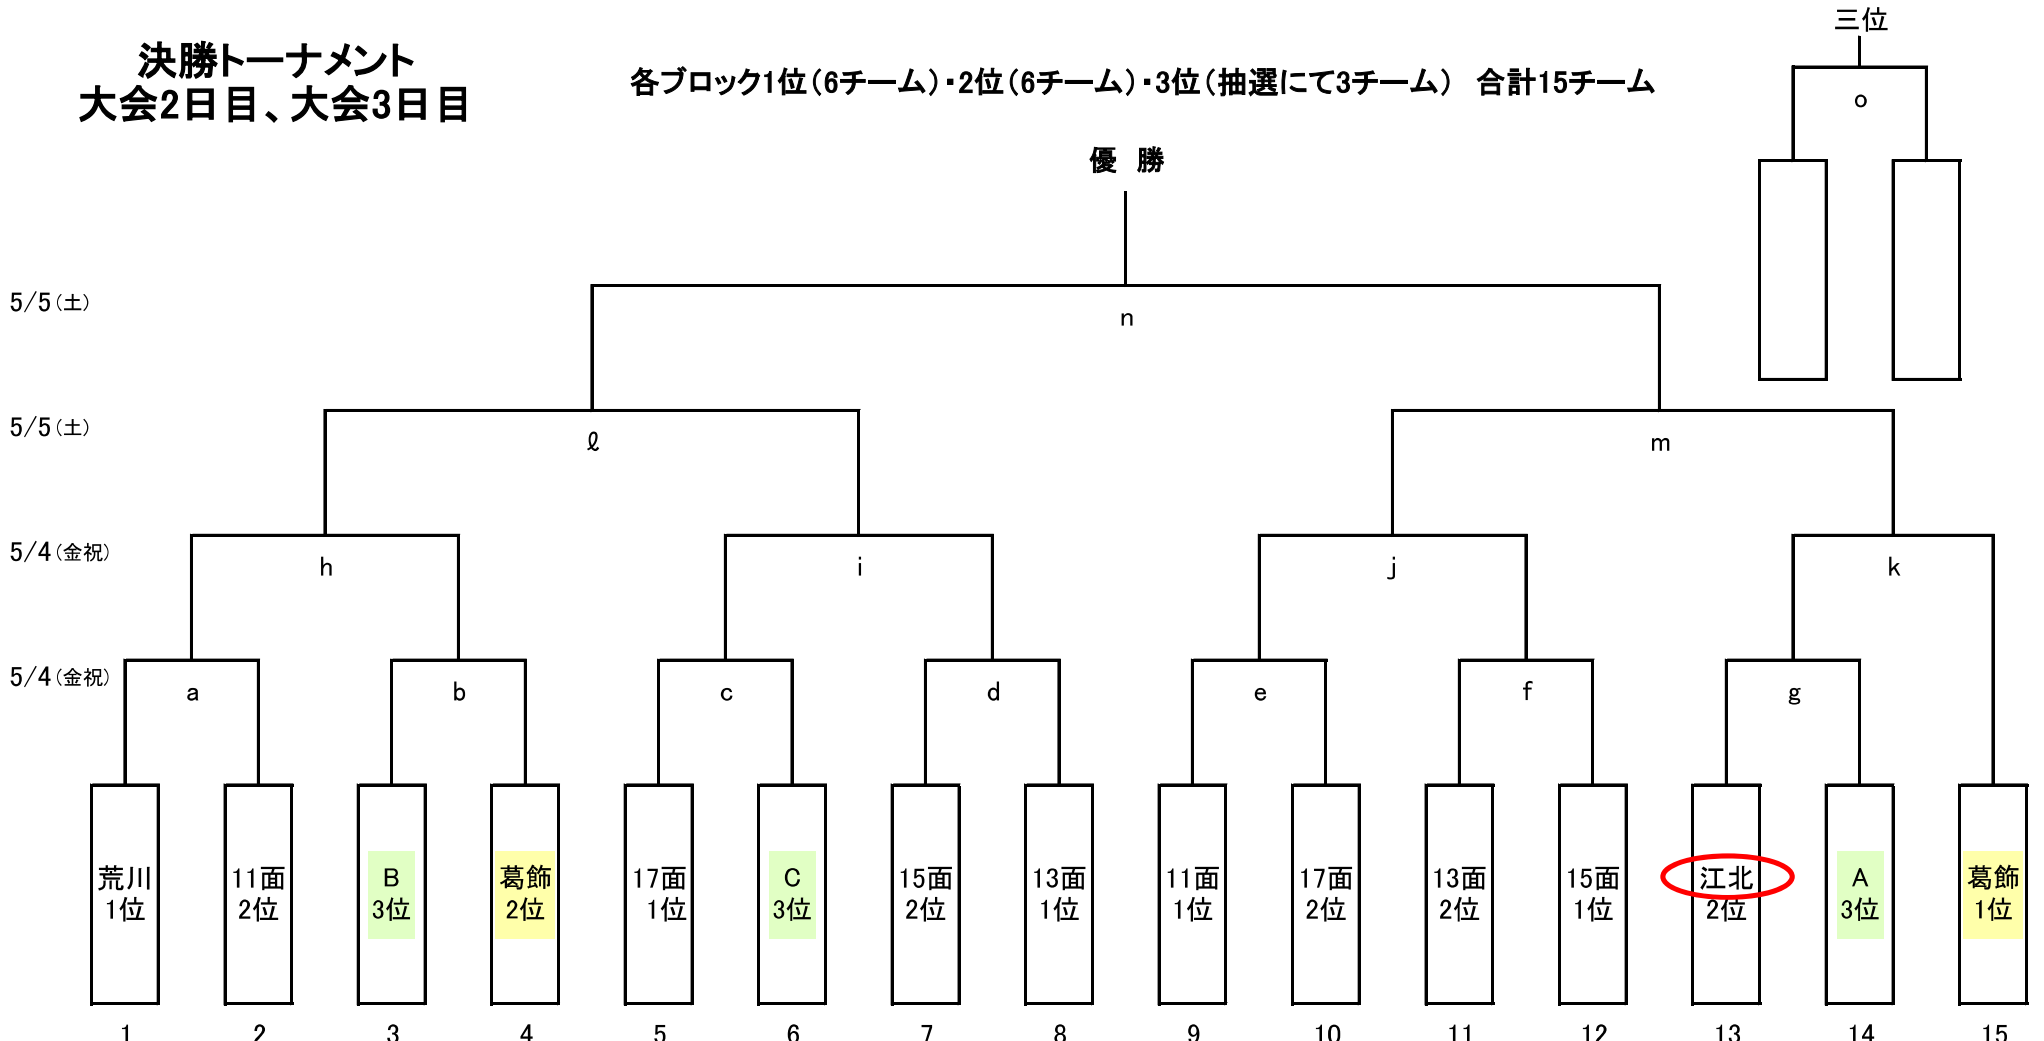 三位
決勝トーナメント
大会2日目、大会3日目
各ブロック1位（6チーム）・2位（6チーム）・3位（抽選にて3チーム）　合計15チーム
o
優　勝
5/5（土）
n
5/5（土）
ℓ
m
5/4（金祝）
h
i
j
k
5/4（金祝）
a
b
c
d
e
f
g
荒川
1位
11面
2位
B
3位
葛飾
2位
17面
1位
C
3位
15面
2位
13面
1位
11面
1位
17面
2位
13面
2位
15面
1位
江北
2位
A
3位
葛飾
1位
1 2 3 4 5 6 7 8 9 10 11 12 13 14 15